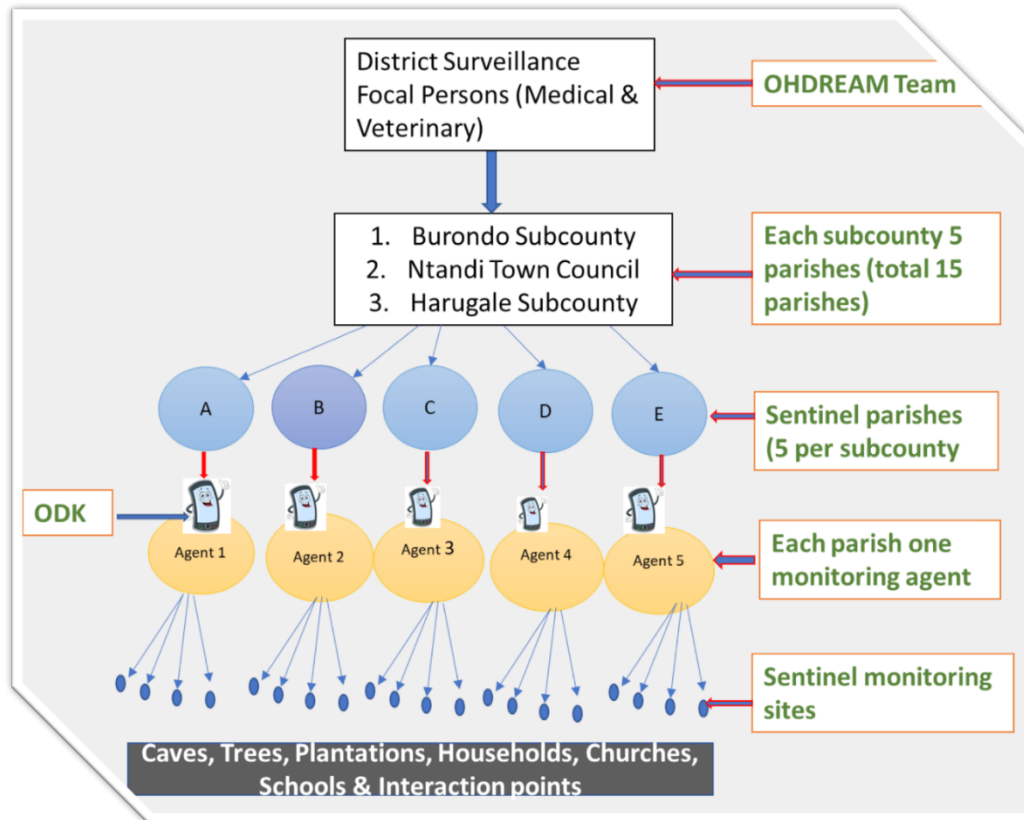 District Surveillance
Focal Persons (Medical &
Veterinary)
OHDREAM Team
1. Burondo Subcounty
2. Ntandi Town Council
3. Harugale Subcounty
Each subcounty 5
parishes (total 15
parishes)
A
B
C
D
E
Sentinel parishes
(5 per subcounty
ODK
Agent 1
Agent 2
Agent 3
Agent 4
Agent 5
Each parish one
monitoring agent
Sentinel monitoring
sites
Caves, Trees, Plantations, Households, Churches,
Schools & Interaction points